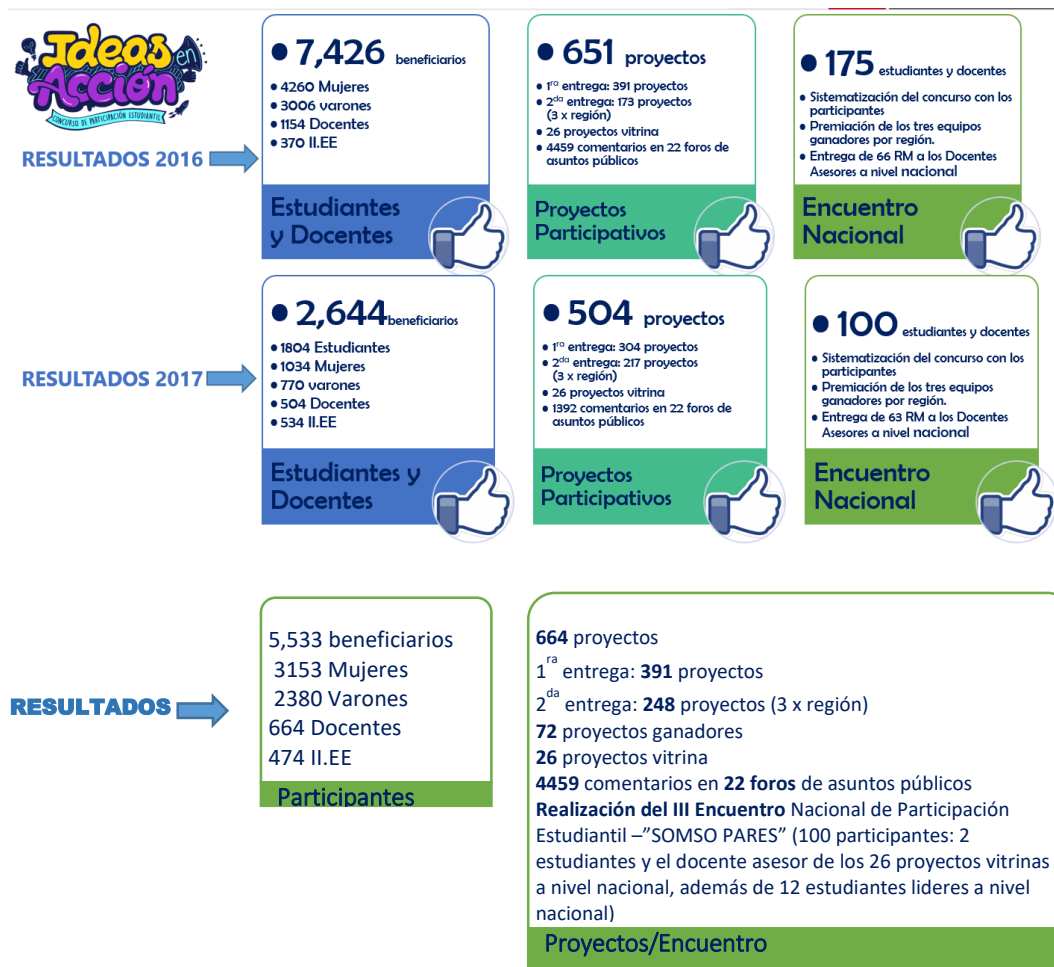 Ideas en
Acción
CONCURSO DE PARTICIPACIÓN ESTUDIANTIL
RESULTADOS 2016
• 7,426 beneficiarios
• 4260 Mujeres
• 3006 varones
• 1154 Docentes
• 370 II.EE
Estudiantes
y Docentes
• 651 proyectos
• 1ra entrega: 391 proyectos
• 2da entrega: 173 proyectos
(3 x región)
• 26 proyectos vitrina
• 4459 comentarios en 22 foros de
asuntos públicos
Proyectos
Participativos
• 175 estudiantes y docentes
• Sistematización del concurso con los
participantes
• Premiación de los tres equipos
ganadores por región.
• Entrega de 66 RM a los Docentes
Asesores a nivel nacional
Encuentro
Nacional
RESULTADOS 2017
• 2,644 beneficiarios
• 1804 Estudiantes
• 1034 Mujeres
• 770 varones
• 504 Docentes
• 534 II.EE
Estudiantes y
Docentes
• 504 proyectos
• 1ra entrega: 304 proyectos
• 2da entrega: 217 proyectos
(3 x región)
• 26 proyectos vitrina
• 1392 comentarios en 22 foros de
asuntos públicos
Proyectos
Participativos
• 100 estudiantes y docentes
• Sistematización del concurso con los
participantes
• Premiación de los tres equipos
ganadores por región.
• Entrega de 63 RM a los Docentes
Asesores a nivel nacional
Encuentro
Nacional
RESULTADOS
5,533 beneficiarios
3153 Mujeres
2380 Varones
664 Docentes
474 II.EE
Participantes
664 proyectos
1ra entrega: 391 proyectos
2da entrega: 248 proyectos (3 x región)
72 proyectos ganadores
26 proyectos vitrina
4459 comentarios en 22 foros de asuntos públicos
Realización del III Encuentro Nacional de Participación
Estudiantil –"SOMSO PARES" (100 participantes: 2
estudiantes y el docente asesor de los 26 proyectos vitrinas
a nivel nacional, además de 12 estudiantes lideres a nivel
nacional)
Proyectos/Encuentro